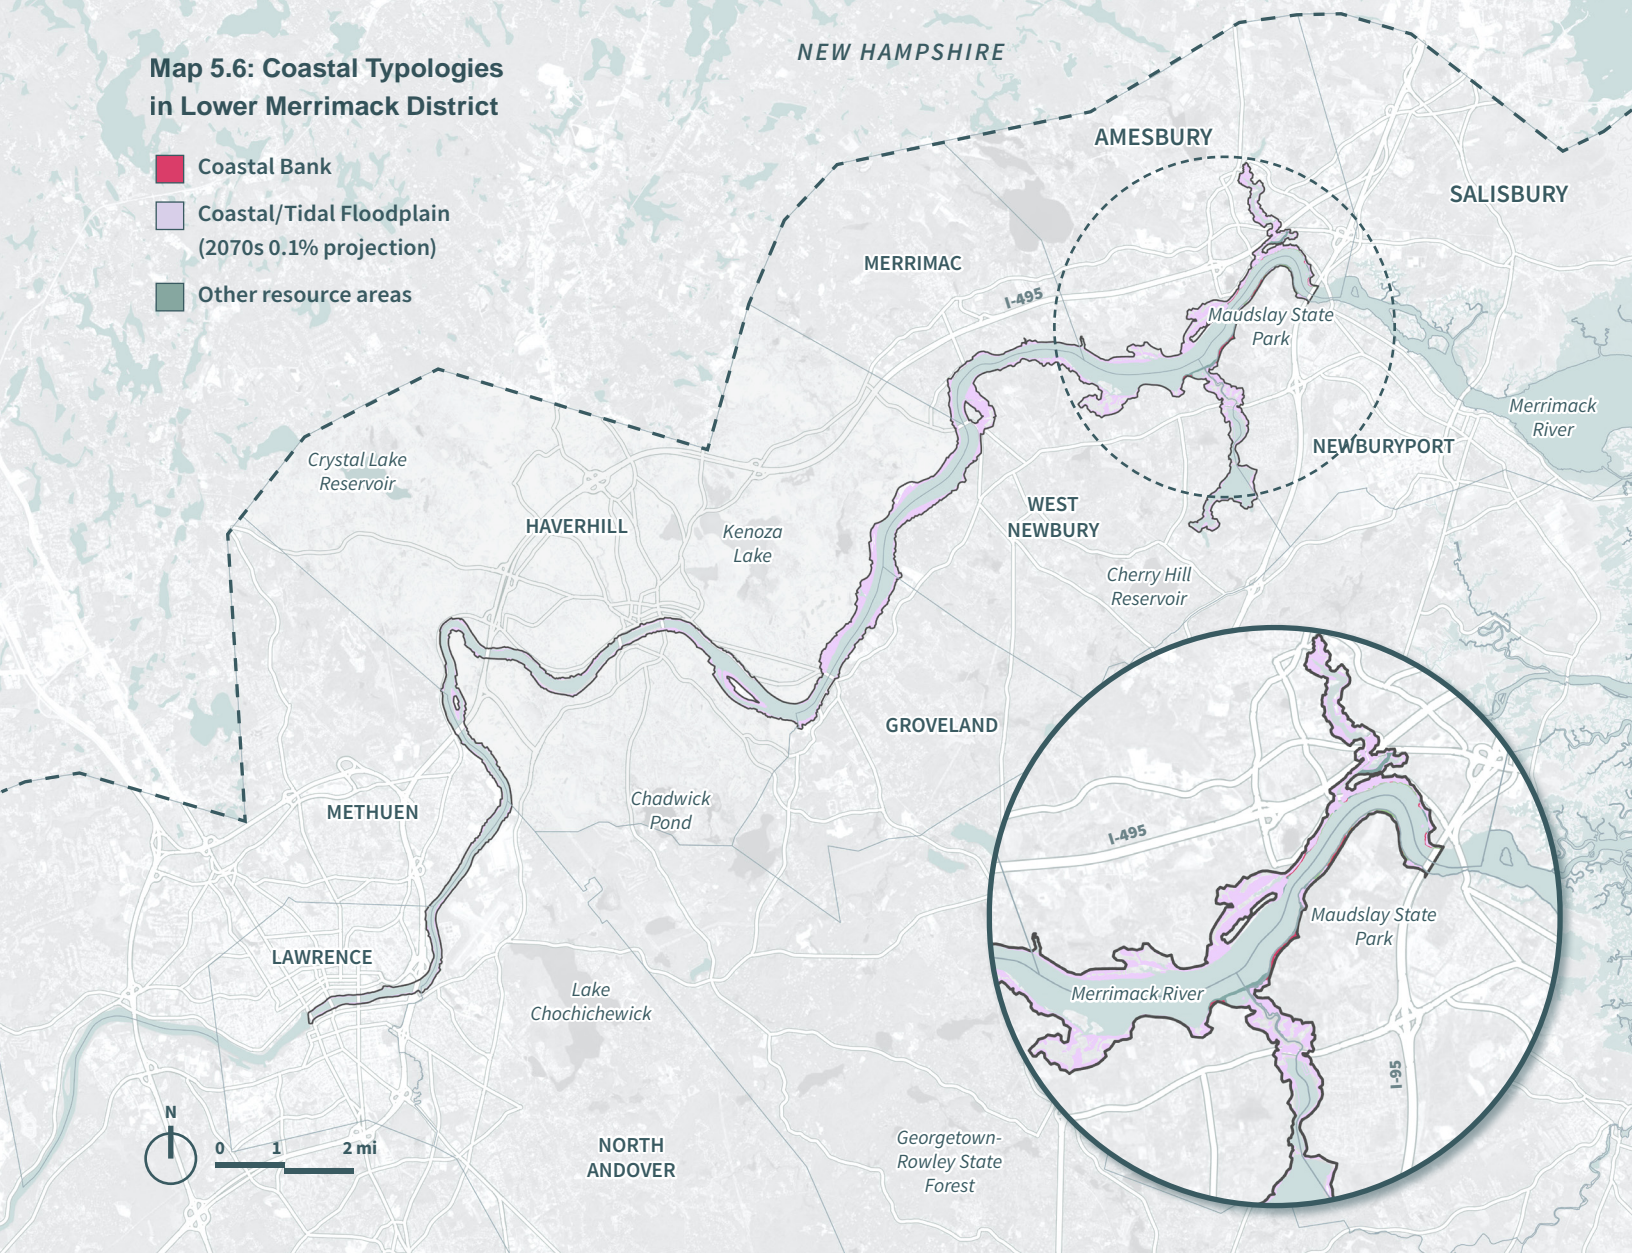 NEW HAMPSHIRE
Map 5.6: Coastal Typologies
in Lower Merrimack District
Coastal Bank
Coastal/Tidal Floodplain
(2070s 0.1% projection)
Other resource areas
AMESBURY
SALISBURY
MERRIMAC
I-495
Maudslay State
Park
Merrimack
River
NEWBURYPORT
Crystal Lake
Reservoir
HAVERHILL
Kenoza
Lake
WEST
NEWBURY
Cherry Hill
Reservoir
GROVELAND
METHUEN
Chadwick
Pond
I-495
Maudslay State
Park
Merrimack River
I-95
LAWRENCE
Lake
Chochichewick
N
0 1 2 mi
NORTH
ANDOVER
Georgetown-
Rowley State
Forest